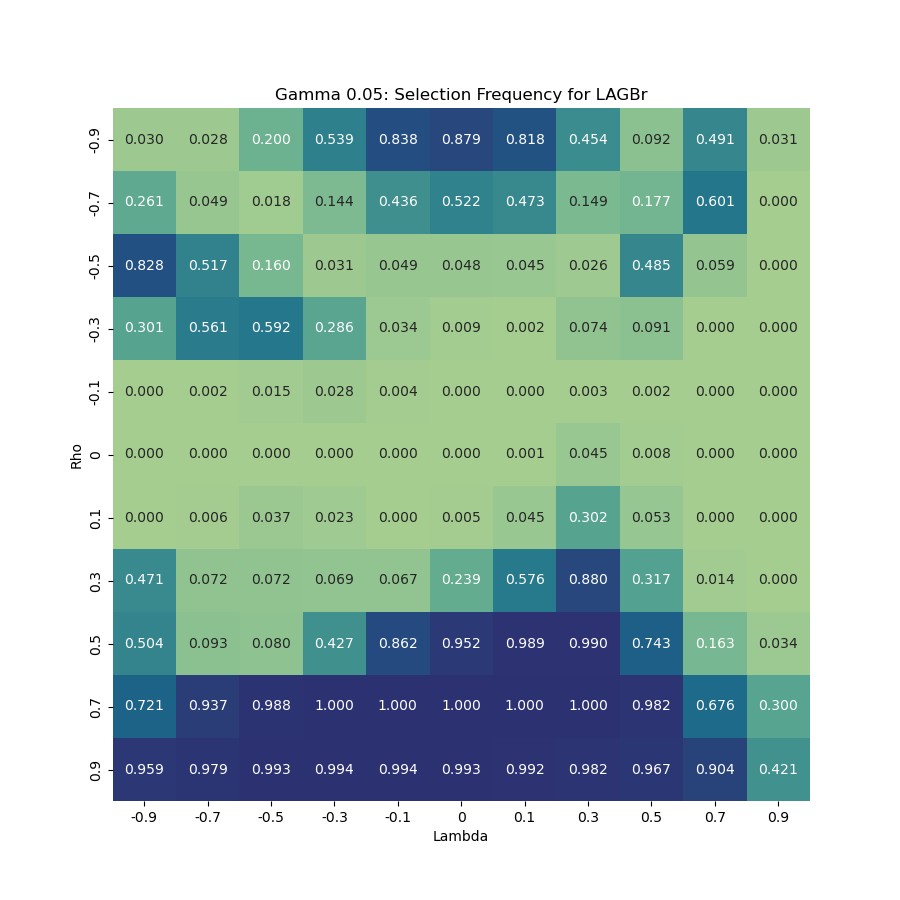 Gamma 0.05: Selection Frequency for LAGBr
-0.9 0.030 0.028 0.200 0.539 0.838 0.879 0.818 0.454 0.092 0.491 0.031
-0.7 0.261 0.049 0.018 0.144 0.436 0.522 0.473 0.149 0.177 0.601 0.000
-0.5 0.828 0.517 0.160 0.031 0.049 0.048 0.045 0.026 0.485 0.059 0.000
-0.3 0.301 0.561 0.592 0.286 0.034 0.009 0.002 0.074 0.091 0.000 0.000
-0.1 0.000 0.002 0.015 0.028 0.004 0.000 0.000 0.003 0.002 0.000 0.000
Rho
0 0.000 0.000 0.000 0.000 0.000 0.000 0.001 0.045 0.008 0.000 0.000
0.1 0.000 0.006 0.037 0.023 0.000 0.005 0.045 0.302 0.053 0.000 0.000
0.3 0.471 0.072 0.072 0.069 0.067 0.239 0.576 0.880 0.317 0.014 0.000
0.5 0.504 0.093 0.080 0.427 0.862 0.952 0.989 0.990 0.743 0.163 0.034
0.7 0.721 0.937 0.988 1.000 1.000 1.000 1.000 1.000 0.982 0.676 0.300
0.9 0.959 0.979 0.993 0.994 0.994 0.993 0.992 0.982 0.967 0.904 0.421
-0.9 -0.7 -0.5 -0.3 -0.1 0 0.1 0.3 0.5 0.7 0.9
Lambda